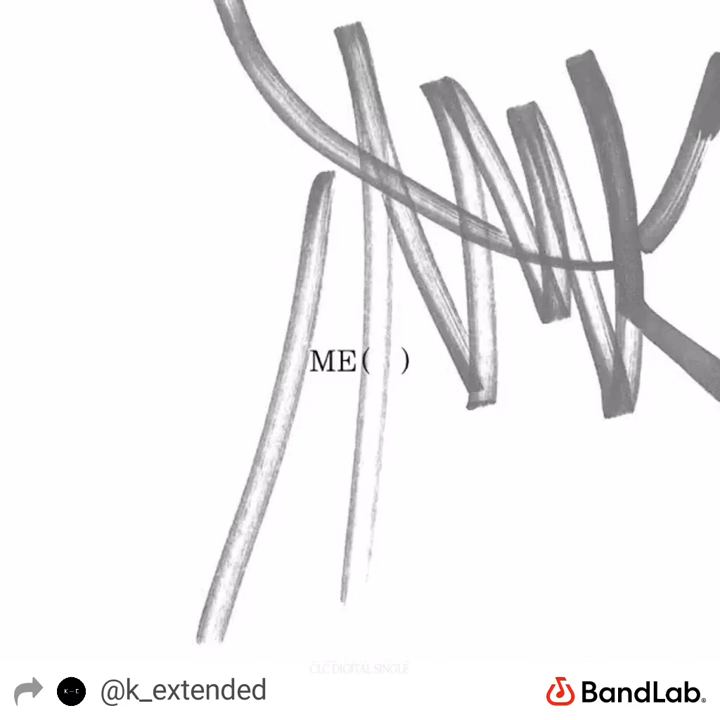 ME( )
CLC DIGITAL SINGLE
K-E
@k_extended
BandLab.